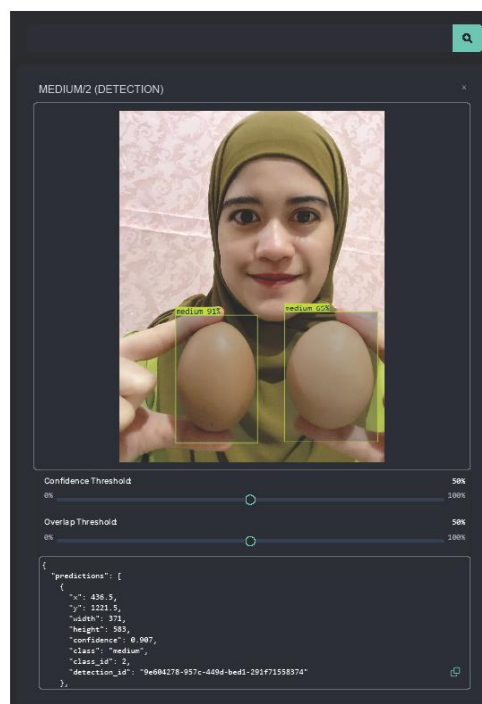 MEDIUM/2 (DETECTION)
x
medium 91%
medium 65%
Confidence Threshold:
50%
0%
100%
Overlap Threshold:
50%
0%
100%
{
"predictions": [
{
"x": 436.5,
"y": 1221.5,
"width": 371,
"height": 583,
"confidence": 0.907,
"class": "medium",
"class_id": 2,
"detection_id": "9e604278-957c-449d-bed1-291f71558374"
},